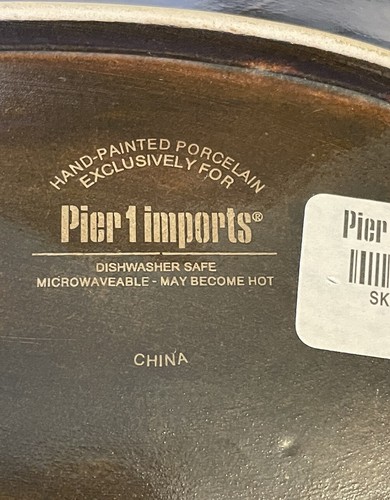 HAND-PAINTED PORCELAIN
EXCLUSIVELY FOR
Pier 1 imports®
DISHWASHER SAFE
MICROWAVEABLE - MAY BECOME HOT
CHINA
Pier
SK